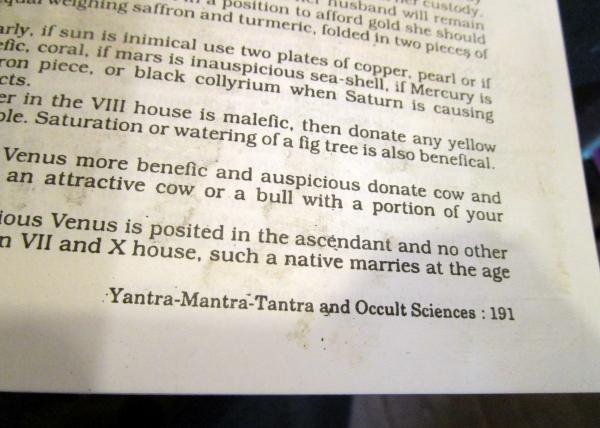 husband will remain
in a position to afford gold she should
equal weighing saffron and turmeric, folded in two pieces of
arly, if sun is inimical use two plates of copper, pearl or if
efic, coral, if mars is inauspicious sea-shell, if Mercury is
ron piece, or black collyrium when Saturn is causing
cts.
er in the VIII house is malefic, then donate any yellow
ple. Saturation or watering of a fig tree is also benefical.
Venus more benefic and auspicious donate cow and
an attractive cow or a bull with a portion of your
ious Venus is posited in the ascendant and no other
n VII and X house, such a native marries at the age
Yantra-Mantra-Tantra and Occult Sciences : 191